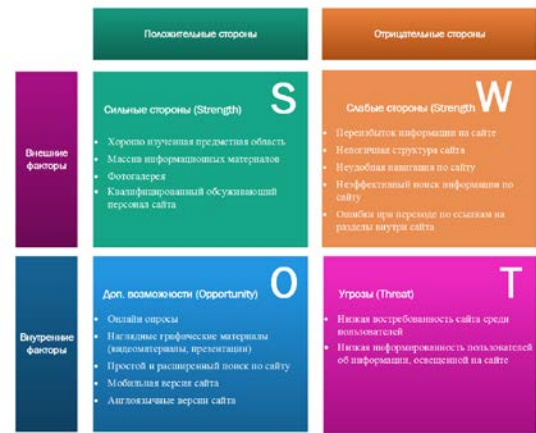 Положительные стороны
Отрицательные стороны
Внешние
факторы
Сильные стороны (Strength)
S
• Хорошо изученная предметная область
• Массив информационных материалов
• Фотогалерея
• Квалифицированный обслуживающий
персонал сайта
Слабые стороны (Strength
W
• Переизбыток информации на сайте
• Нелогичная структура сайта
• Неудобная навигация по сайту
• Неэффективный поиск информации по
сайту
• Ошибки при переходе по ссылкам на
разделы внутри сайта
Внутренние
факторы
Доп. возможности (Opportunity)
O
• Онлайн опросы
• Наглядные графические материалы
(видеоматериалы, презентации)
• Простой и расширенный поиск по сайту
• Мобильная версия сайта
• Англоязычные версии сайта
Угрозы (Threat)
T
• Низкая востребованность сайта среди
пользователей
• Низкая информированность пользователей
об информации, освещенной на сайте